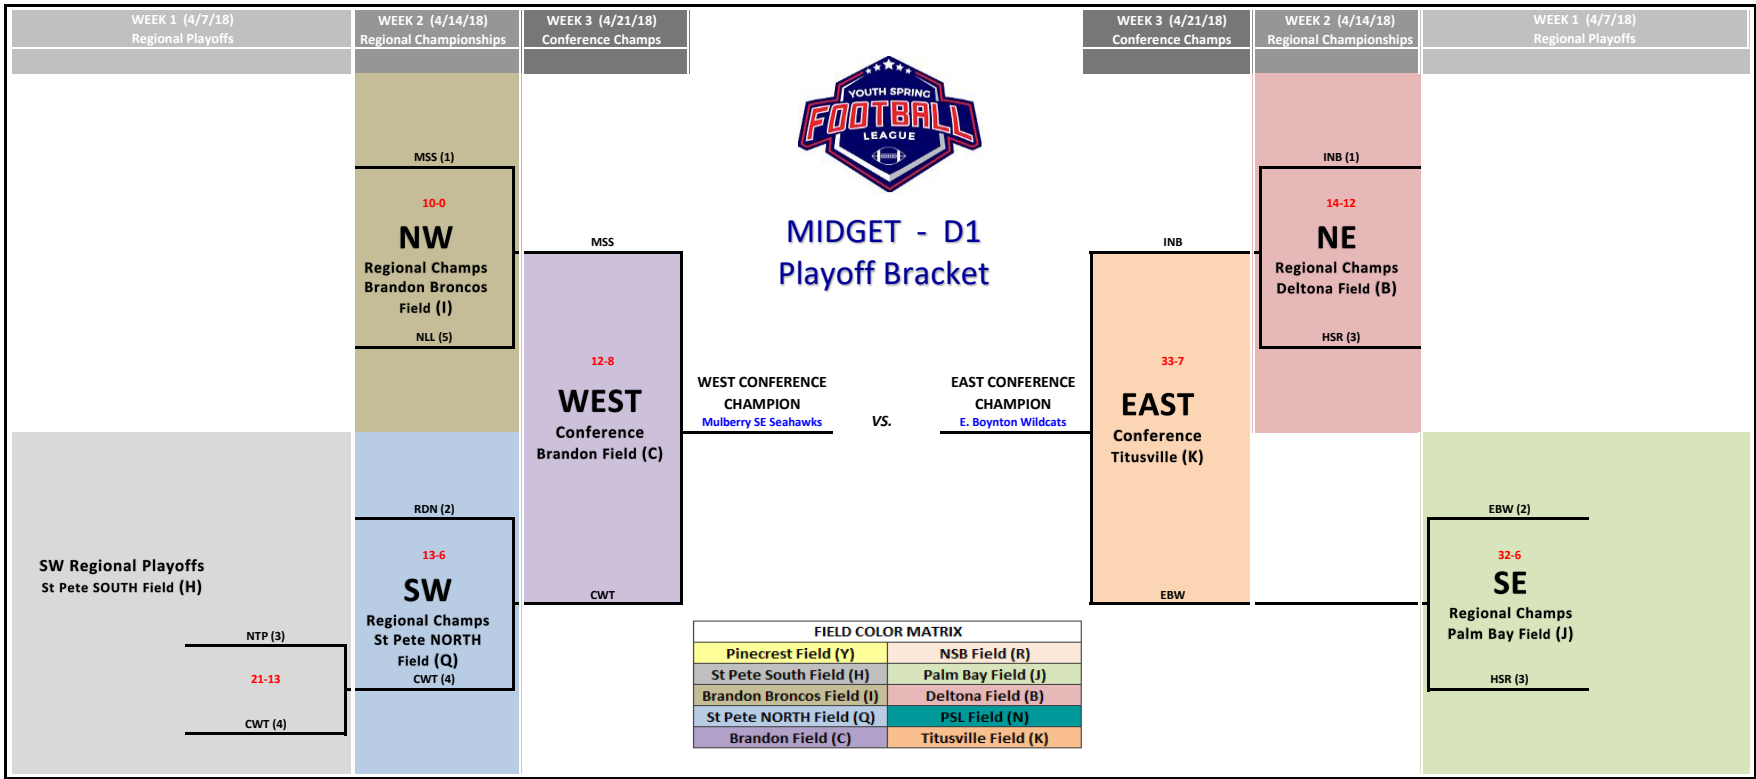 WEEK 1 (4/7/18)
Regional Playoffs
WEEK 2 (4/14/18)
Regional Championships
WEEK 3 (4/21/18)
Conference Champs
WEEK 3 (4/21/18)
Conference Champs
WEEK 2 (4/14/18)
Regional Championships
WEEK 1 (4/7/18)
Regional Playoffs
YOUTH SPRING
FOOTBALL
LEAGUE
MIDGET - D1
Playoff Bracket
MSS (1)
10-0
NW
Regional Champs
Brandon Broncos
Field (I)
NLL (5)
MSS
12-8
WEST
Conference
Brandon Field (C)
CWT
WEST CONFERENCE
CHAMPION
Mulberry SE Seahawks
VS.
EAST CONFERENCE
CHAMPION
E. Boynton Wildcats
INB
33-7
EAST
Conference
Titusville (K)
EBW
INB (1)
14-12
NE
Regional Champs
Deltona Field (B)
HSR (3)
RDN (2)
13-6
SW
Regional Champs
St Pete NORTH
Field (Q)
CWT (4)
SW Regional Playoffs
St Pete SOUTH Field (H)
NTP (3)
21-13
CWT (4)
EBW (2)
32-6
SE
Regional Champs
Palm Bay Field (J)
HSR (3)
FIELD COLOR MATRIX
Pinecrest Field (Y)
NSB Field (R)
St Pete South Field (H)
Palm Bay Field (J)
Brandon Broncos Field (I)
Deltona Field (B)
St Pete NORTH Field (Q)
PSL Field (N)
Brandon Field (C)
Titusville Field (K)